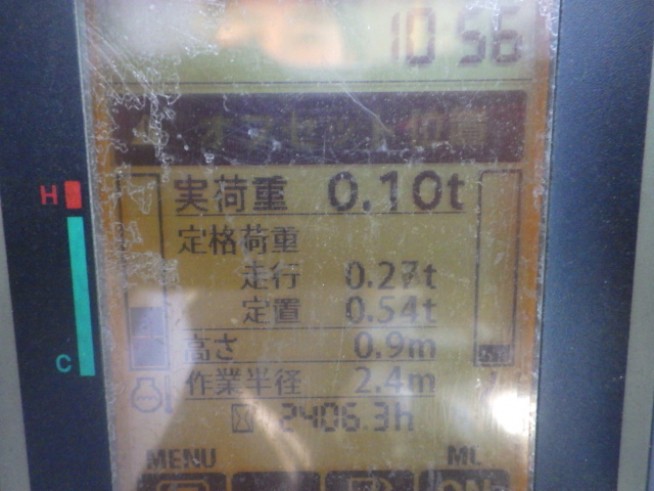 10 56
実荷重 0.10t
定格荷重
走行 0.27t
定置 0.54t
H
高さ 0.9m
C
作業半径 2.4m
2406.3h
MENU ML
ON